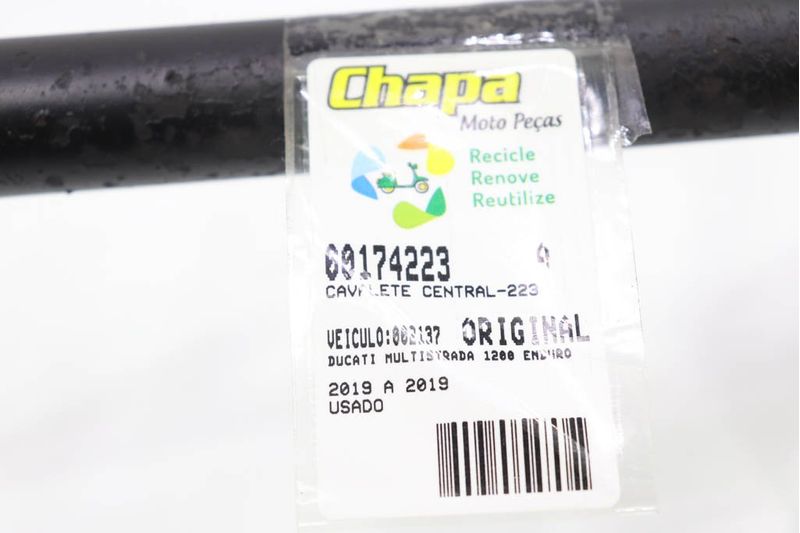 Chapa
Moto Peças
Recicle
Renove
Reutilize
60174223
CAVALETE CENTRAL-223
VEICULO:002137 ORIGINAL
DUCATI MULTISTRADA 1200 ENDURO
2019 A 2019
USADO